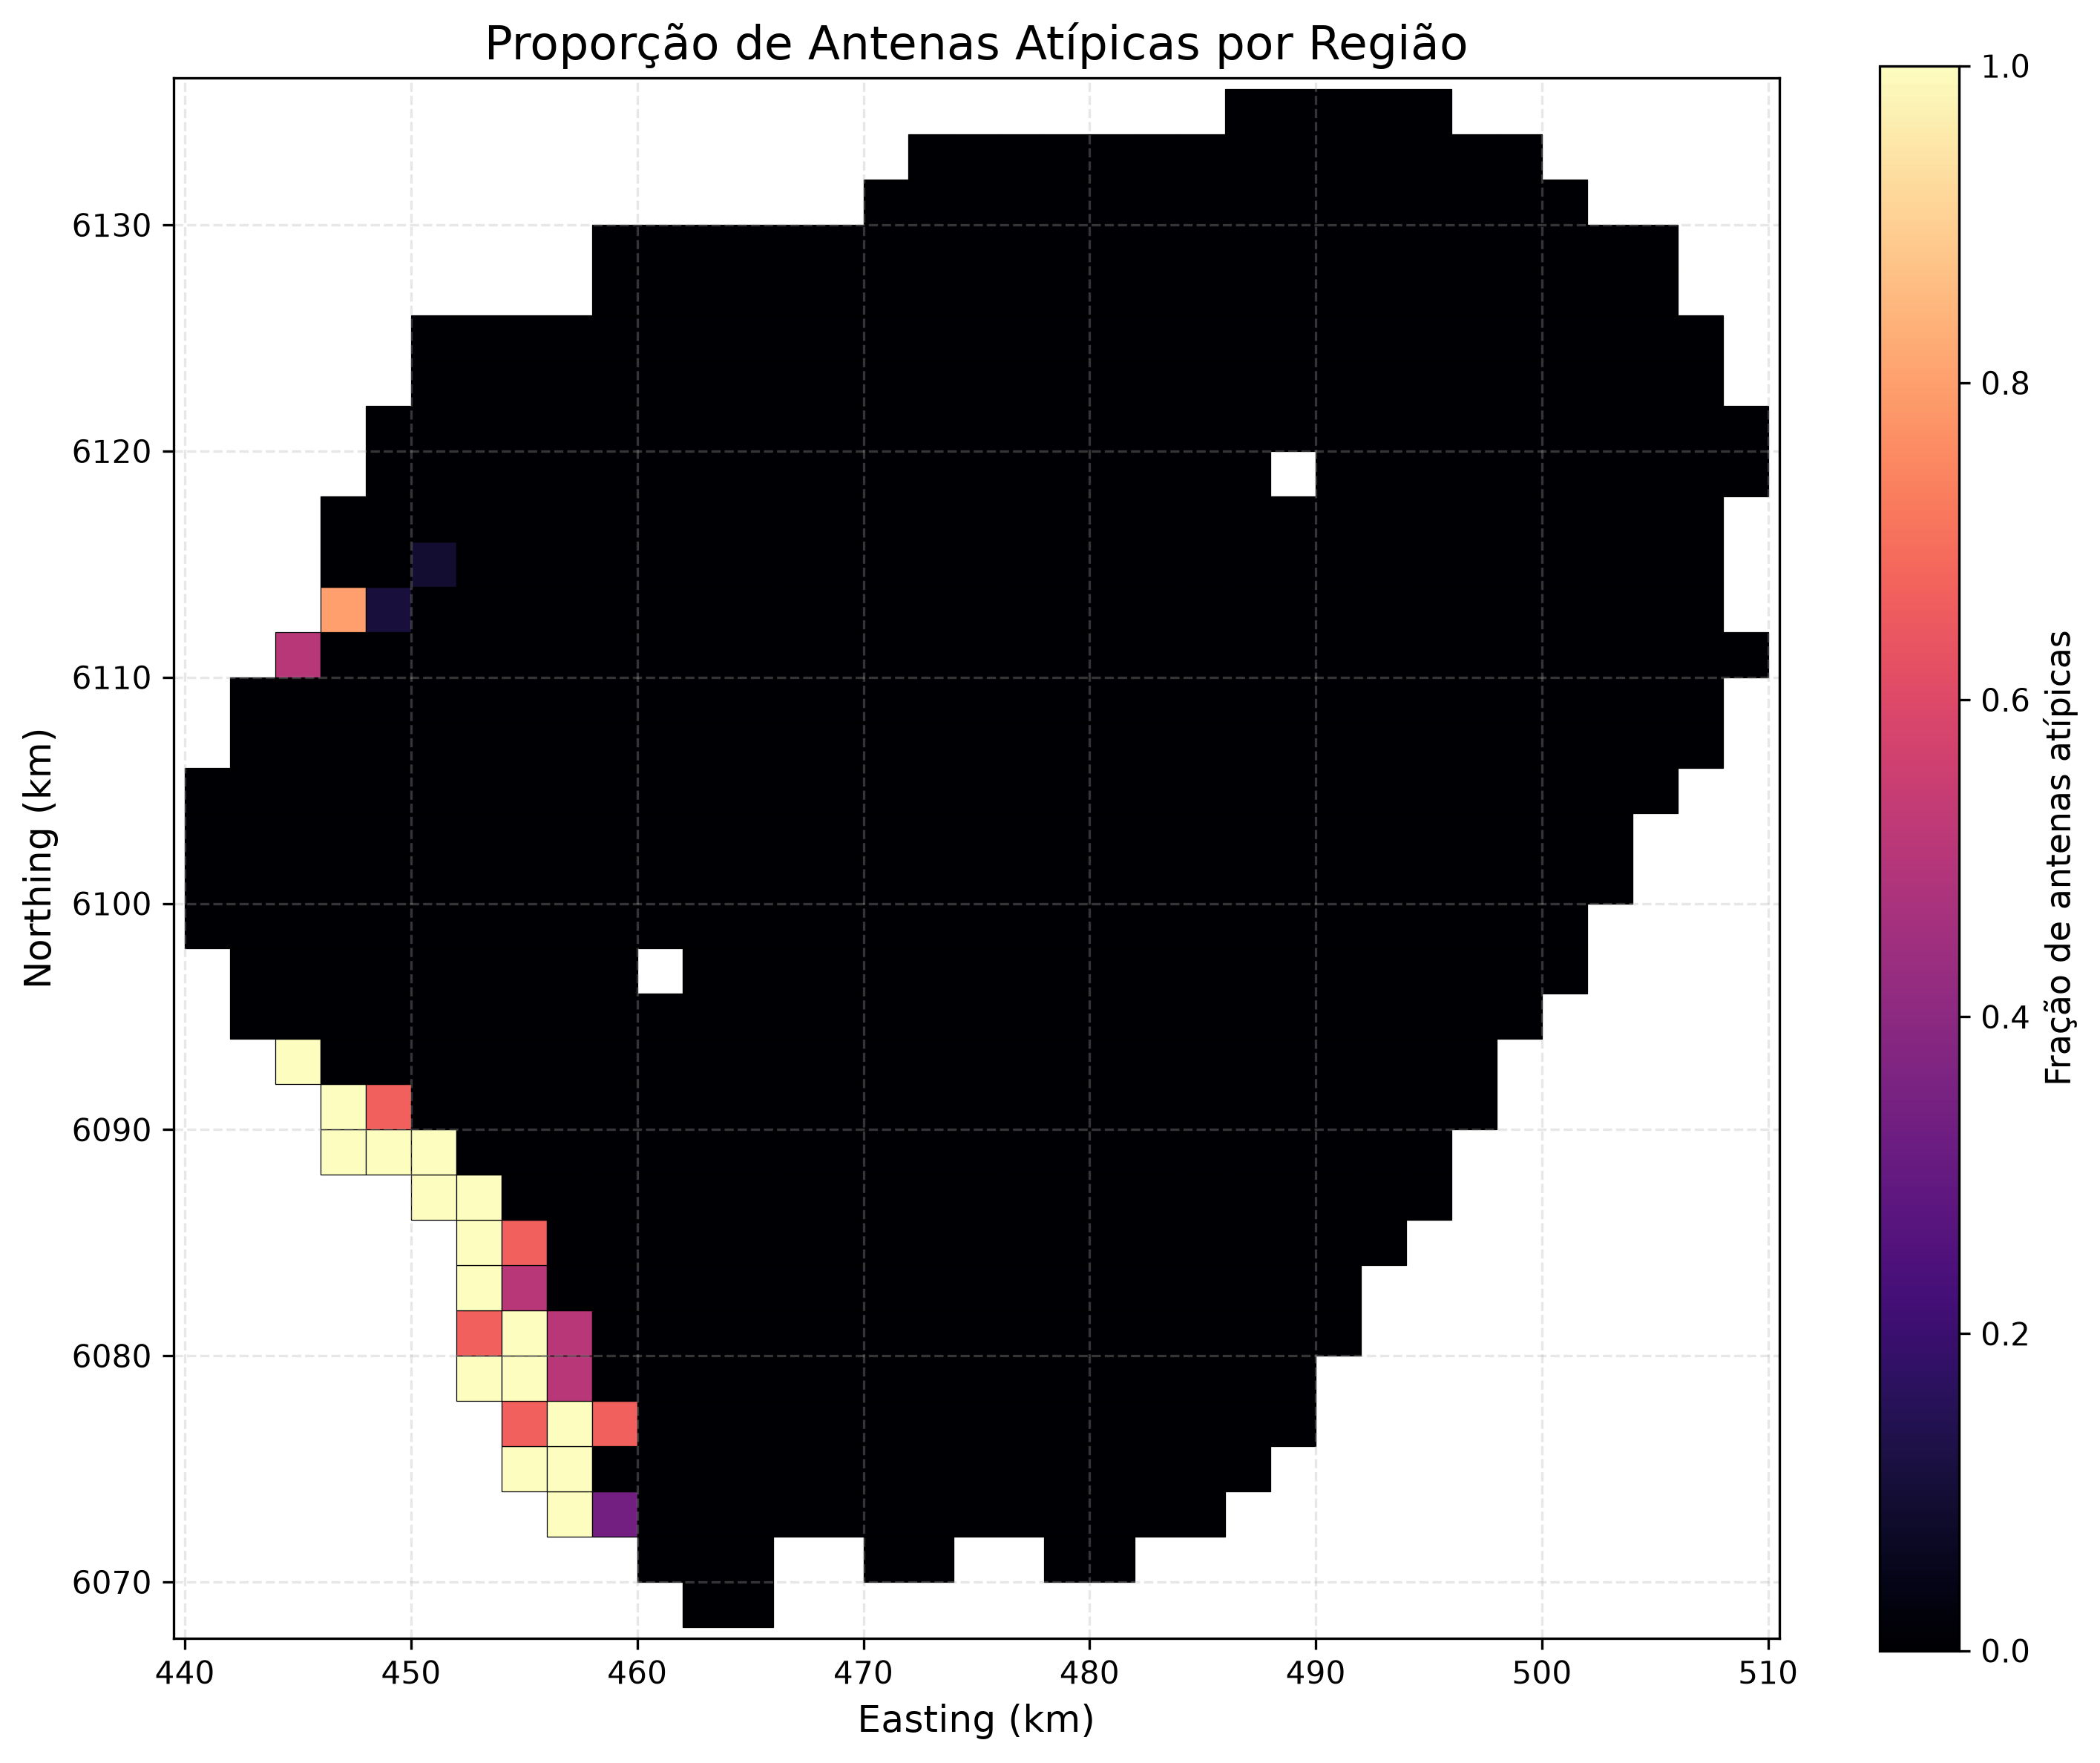 Proporção de Antenas Atípicas por Região
Northing (km)
6130
6120
6110
6100
6090
6080
6070
440 450 460 470 480 490 500 510
Easting (km)
1.0
0.8
0.6
0.4
0.2
0.0
Fração de antenas atípicas